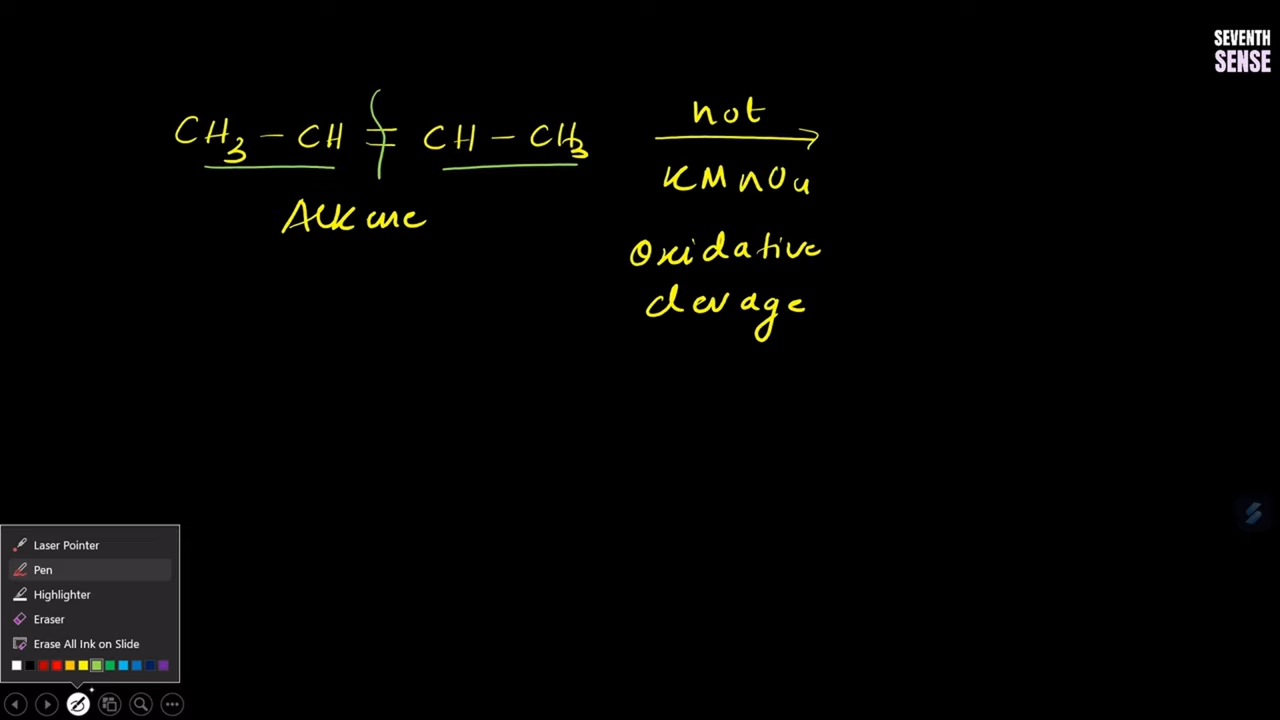 SEVENTH
SENSE
CH3 – CH = CH – CH3
hot
KMnO4
Alkene
Oxidative
clevage
Laser Pointer
Pen
Highlighter
Eraser
Erase All Ink on Slide